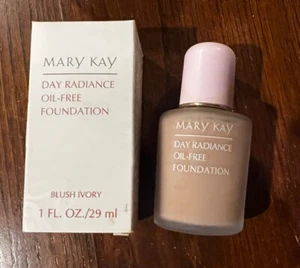 MARY KAY
DAY RADIANCE
OIL-FREE
FOUNDATION
BLUSH IVORY
1 FL. OZ./29 ml
MARY KAY
DAY RADIANCE
OIL-FREE
FOUNDATION